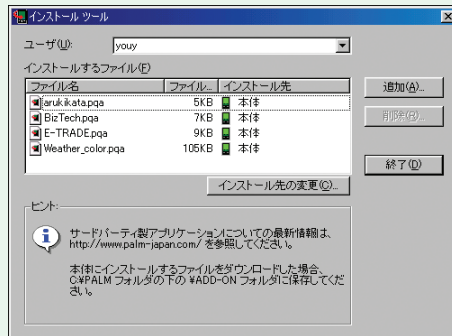 インストール ツール
ユーザ(U):
youy
インストールするファイル(F)
ファイル名 ファイル... インストール先
arukikata.pqa 5KB 本体
BizTech.pqa 7KB 本体
E-TRADE.pqa 9KB 本体
Weather_color.pqa 105KB 本体
追加(A)...
削除(R)...
終了(D)
インストール先の変更(C)...
ヒント:
サードパーティ製アプリケーションについての最新情報は、
http://www.palm-japan.com/ を参照してください。
本体にインストールするファイルをダウンロードした場合、
C:¥PALM フォルダの下の ¥ADD-ON フォルダに保存してくだ
さい。